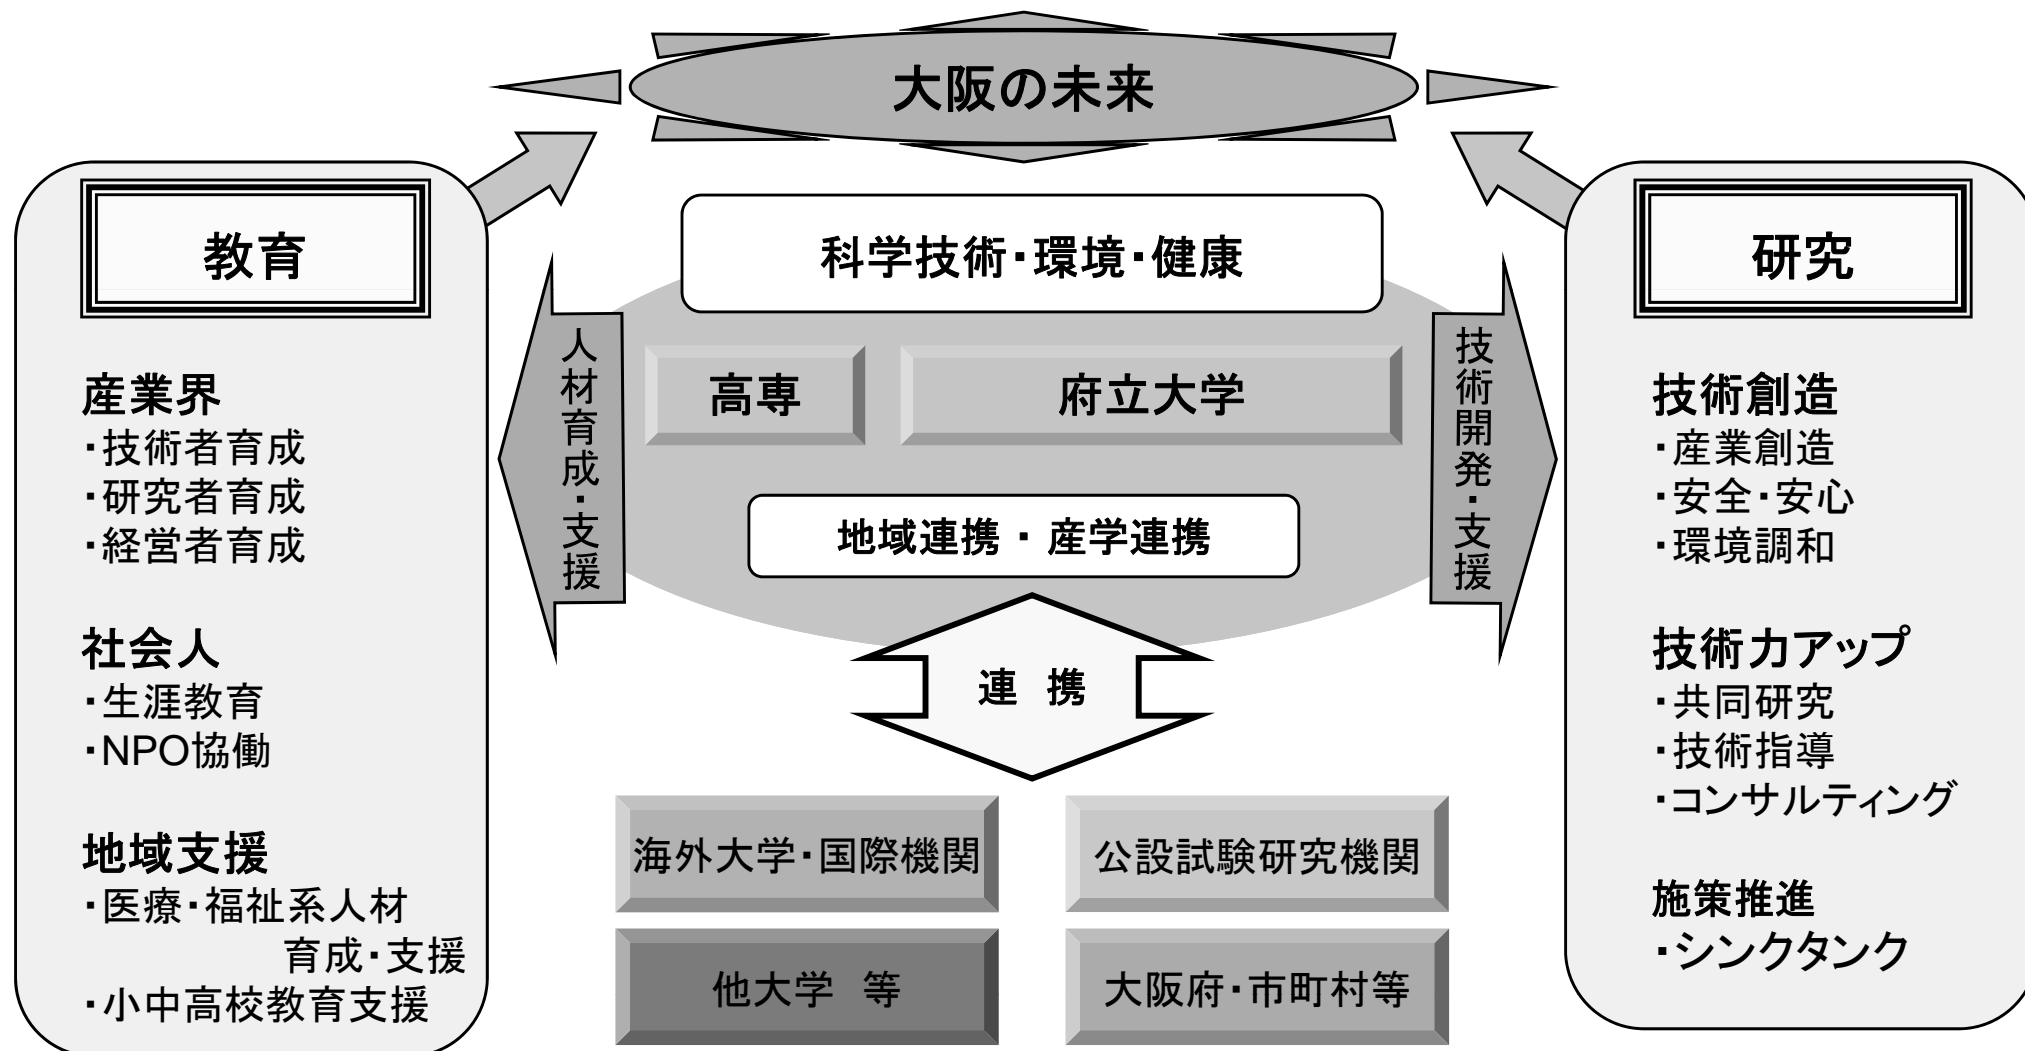 大阪の未来
教育
産業界
・技術者育成
・研究者育成
・経営者育成
社会人
・生涯教育
・NPO協働
地域支援
・医療・福祉系人材
育成・支援
・小中高校教育支援
人材育成・支援
科学技術・環境・健康
高専
府立大学
地域連携・産学連携
連 携
海外大学・国際機関
公設試験研究機関
他大学 等
大阪府・市町村等
技術開発・支援
研究
技術創造
・産業創造
・安全・安心
・環境調和
技術力アップ
・共同研究
・技術指導
・コンサルティング
施策推進
・シンクタンク